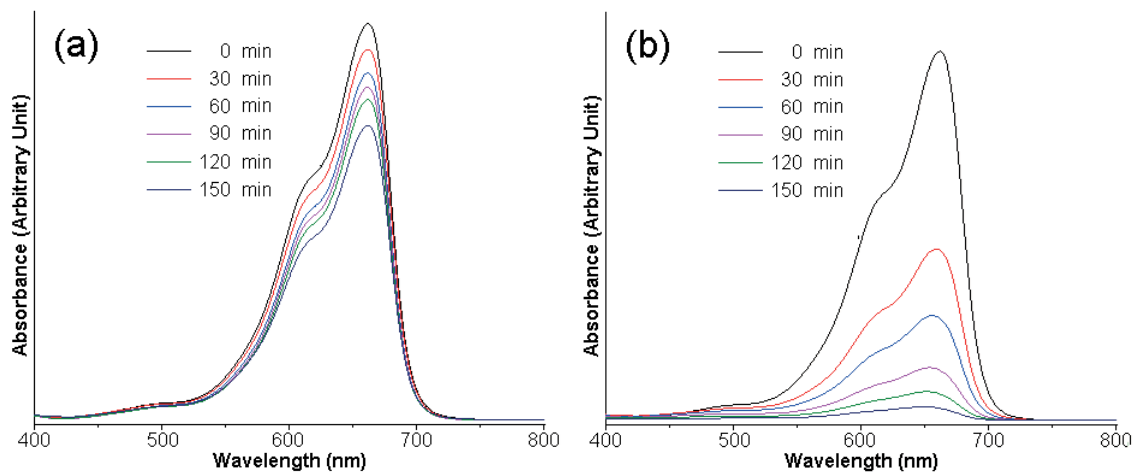 (a)
0 min
30 min
60 min
90 min
120 min
150 min
Absorbance (Arbitrary Unit)
400 500 600 700 800
Wavelength (nm)
(b)
0 min
30 min
60 min
90 min
120 min
150 min
Absorbance (Arbitrary Unit)
400 500 600 700 800
Wavelength (nm)